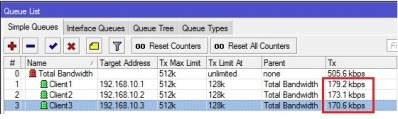 Queue List
Simple Queues Interface Queues Queue Tree Queue Types
00 Reset Counters 00 Reset All Counters Fi
# Name / Target Address Tx Max Limit Tx Limit At Parent Tx
0 Total Bandwidth 512k unlimited none 505.6 kbps
1 Client1 192.168.10.1 512k 128k Total Bandwidth 179.2 kbps
2 Client2 192.168.10.2 512k 128k Total Bandwidth 173.1 kbps
3 Client3 192.168.10.3 512k 128k Total Bandwidth 170.6 kbps